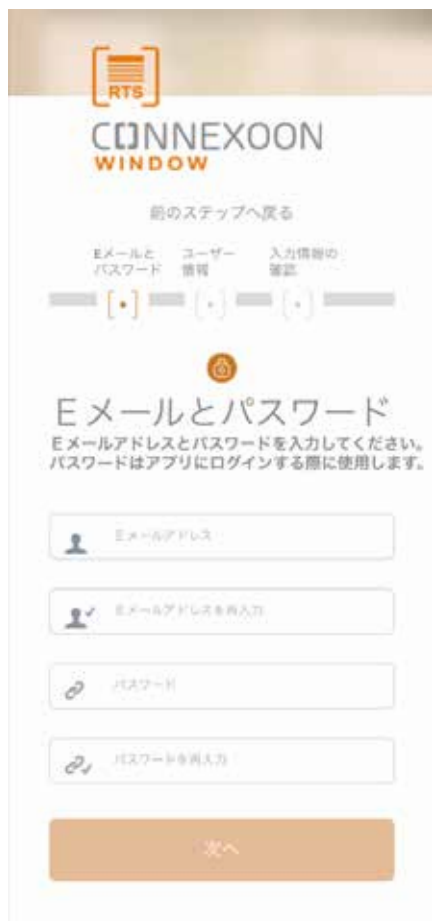 RTS
CONNEXOON
WINDOW
前のステップへ戻る
Eメールと
パスワード
ユーザー
情報
入力情報の
確認
Eメールとパスワード
Eメールアドレスとパスワードを入力してください。
パスワードはアプリにログインする際に使用します。
Eメールアドレス
Eメールアドレスを再入力
パスワード
パスワードを再入力
次へ